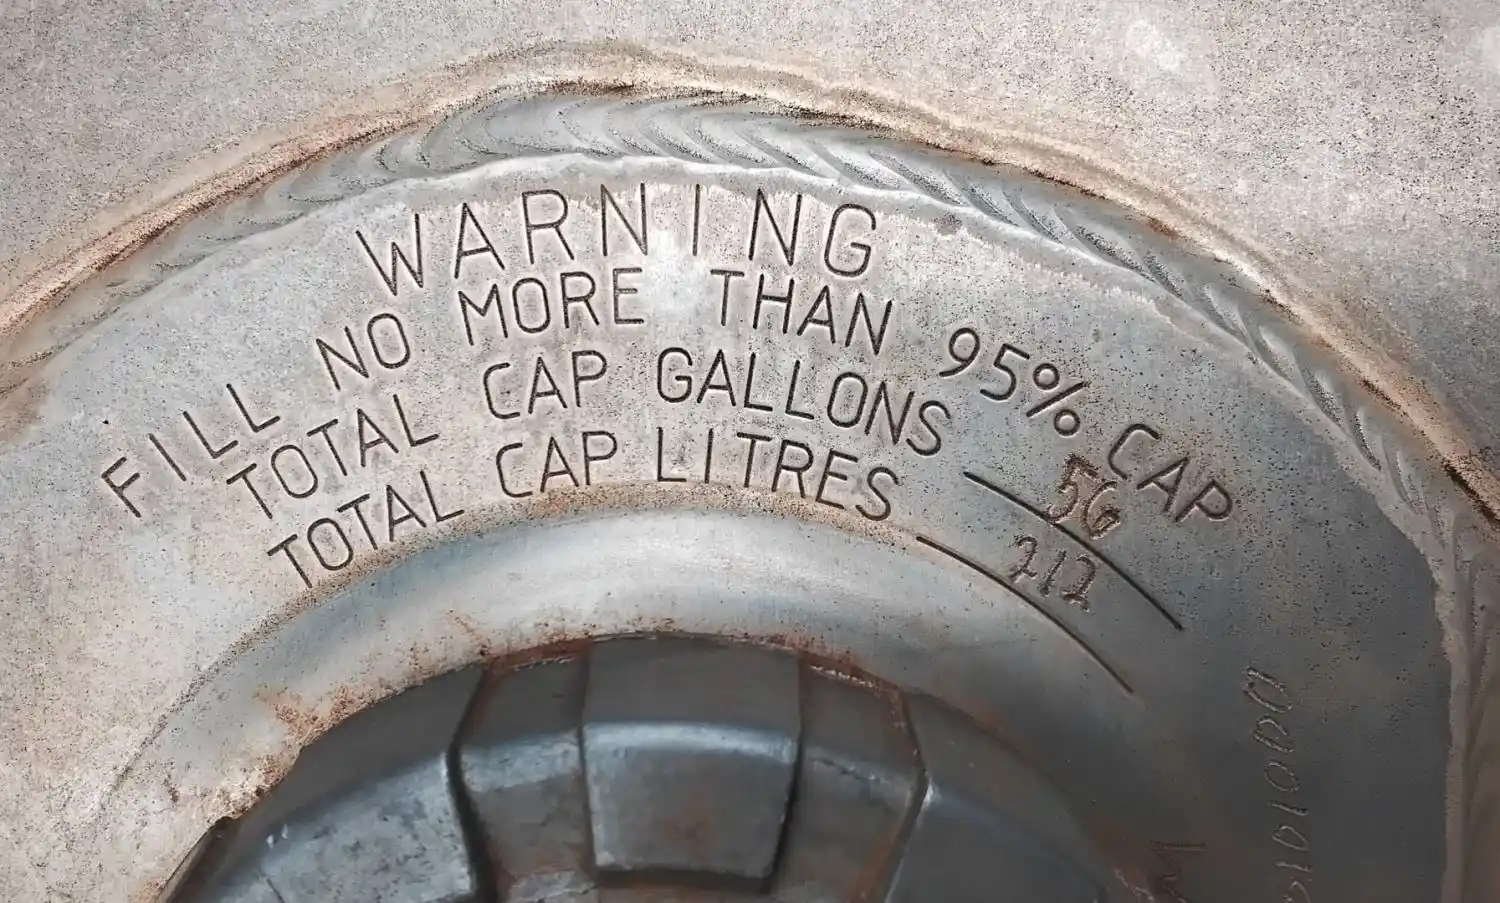 WARNING
FILL NO MORE THAN 95% CAP
TOTAL CAP GALLONS 56
TOTAL CAP LITRES 212